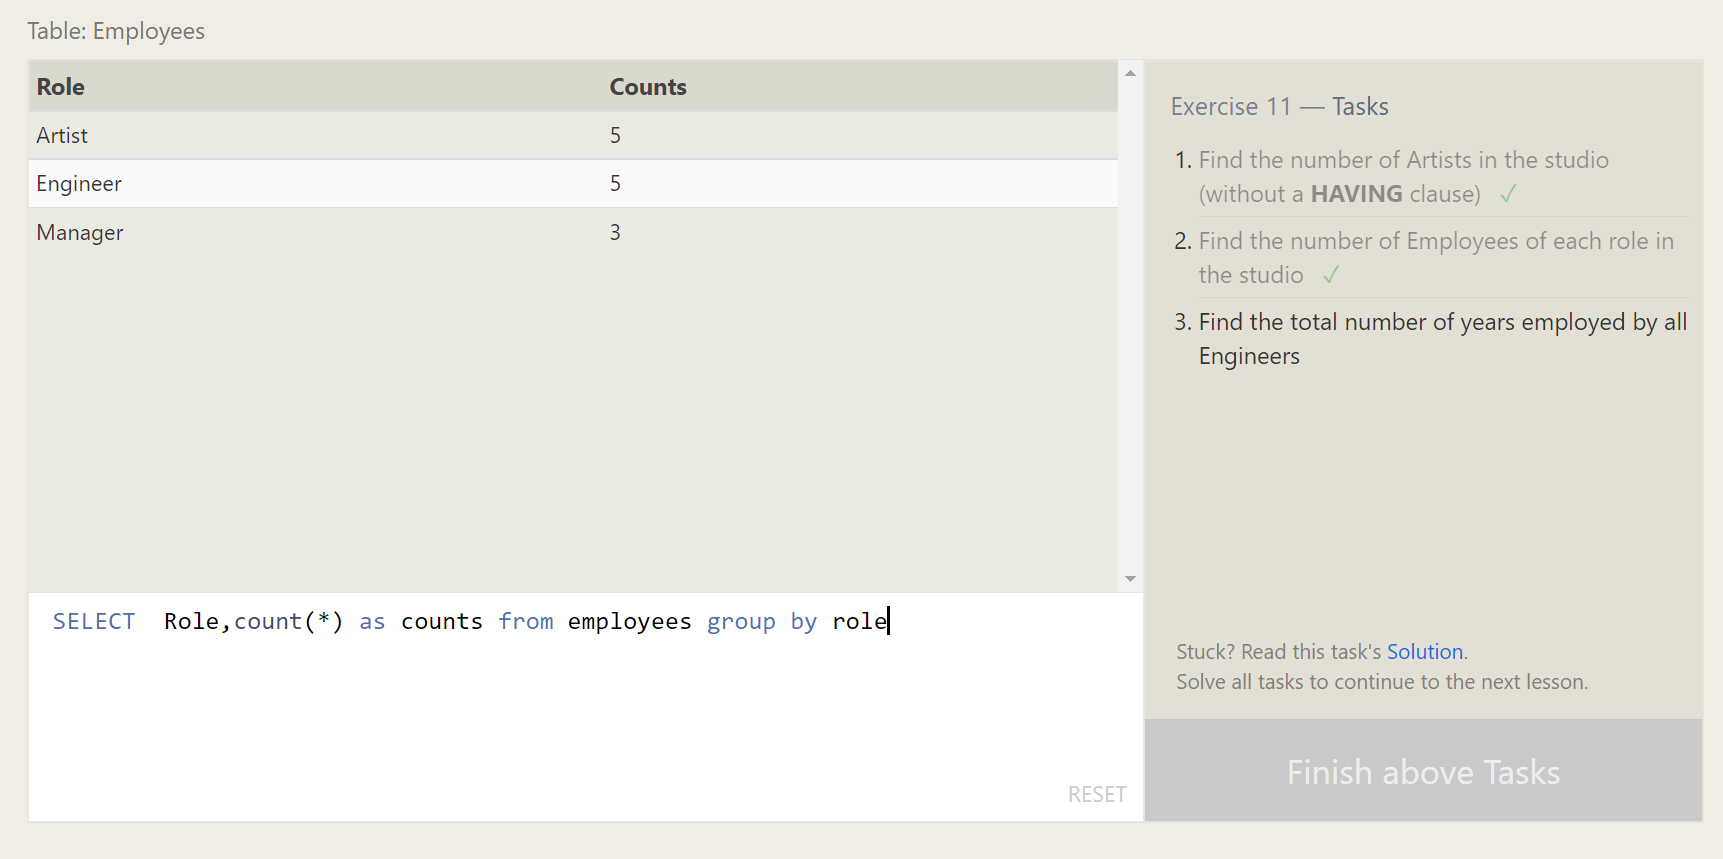 Table: Employees
Role Counts
Artist 5
Engineer 5
Manager 3
SELECT  Role,count(*) as counts from employees group by role
RESET
Exercise 11 — Tasks
1. Find the number of Artists in the studio
(without a HAVING clause) ✓
2. Find the number of Employees of each role in
the studio ✓
3. Find the total number of years employed by all
Engineers
Stuck? Read this task's Solution.
Solve all tasks to continue to the next lesson.
Finish above Tasks